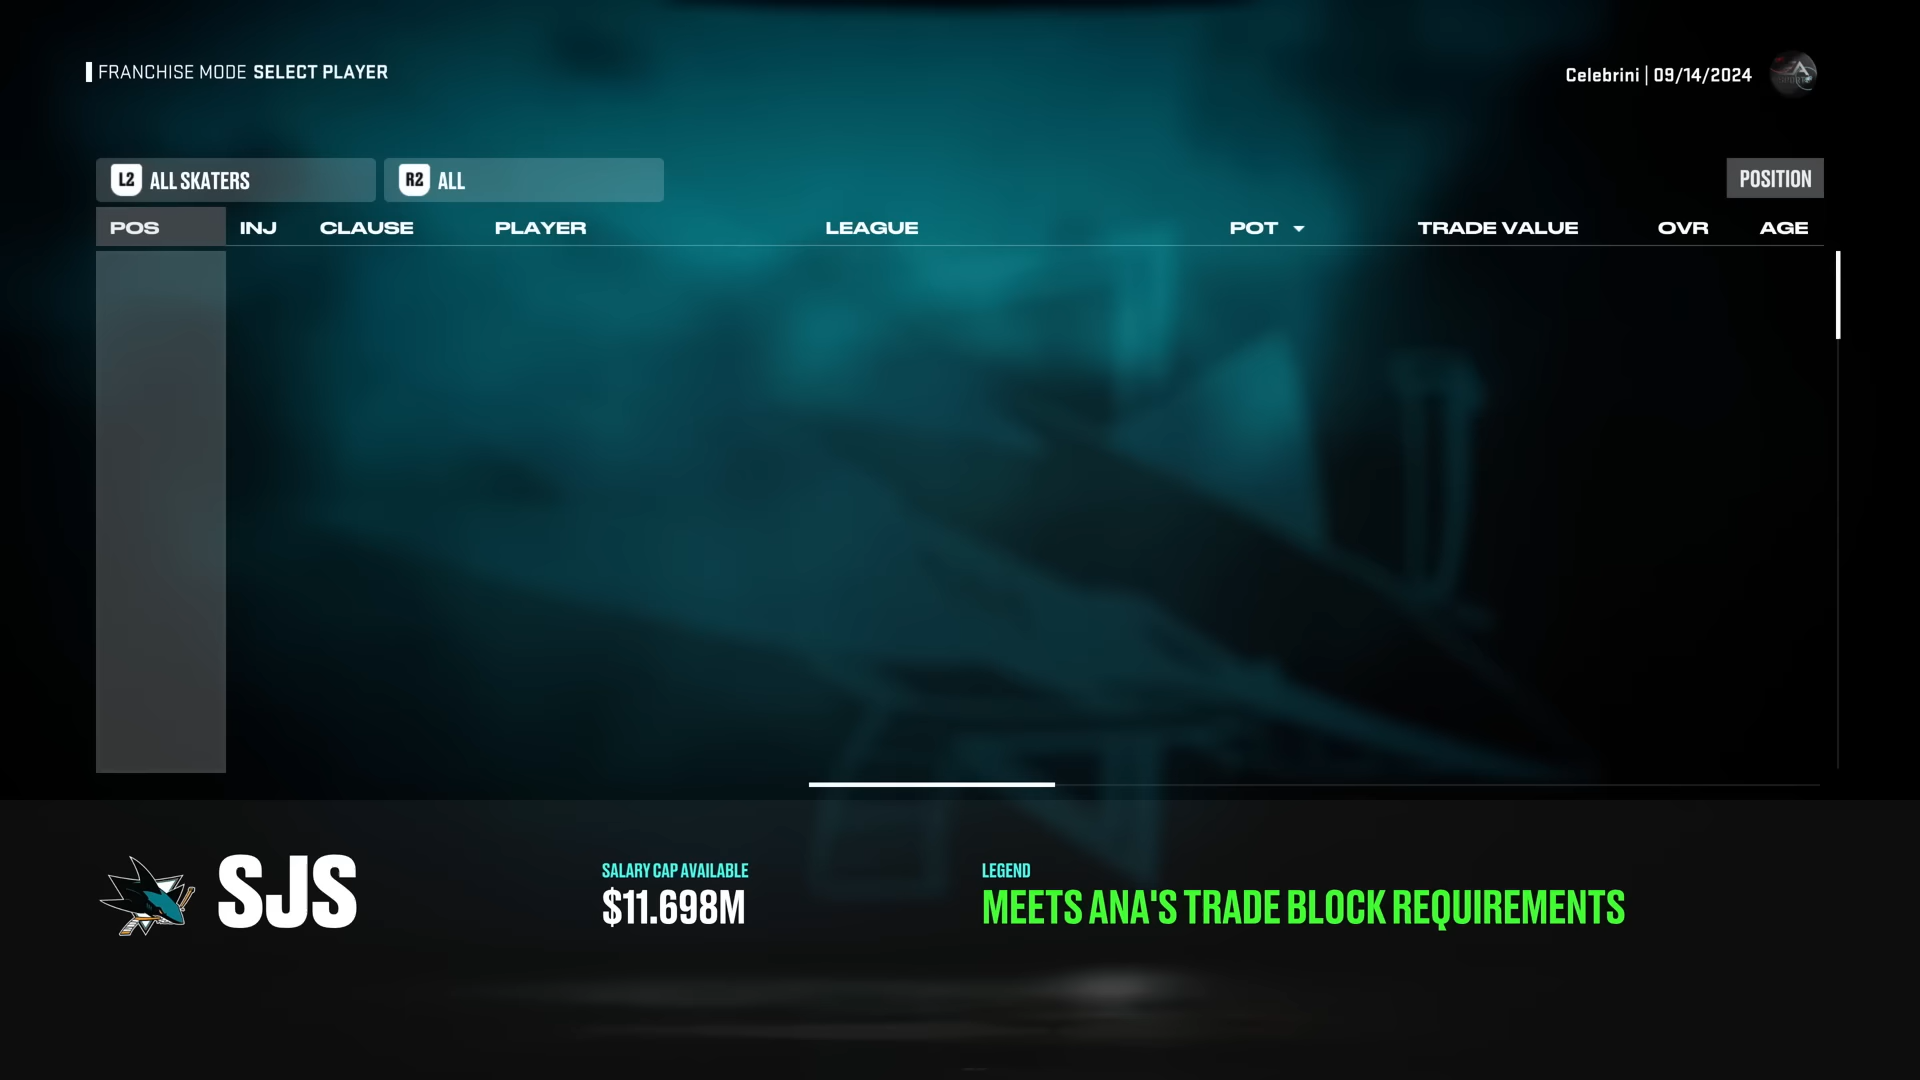 FRANCHISE MODE SELECT PLAYER
Celebrini | 09/14/2024
L2 ALL SKATERS
R2 ALL
POSITION
POS INJ CLAUSE PLAYER LEAGUE POT TRADE VALUE OVR AGE
SJS
SALARY CAP AVAILABLE
$11.698M
LEGEND
MEETS ANA'S TRADE BLOCK REQUIREMENTS